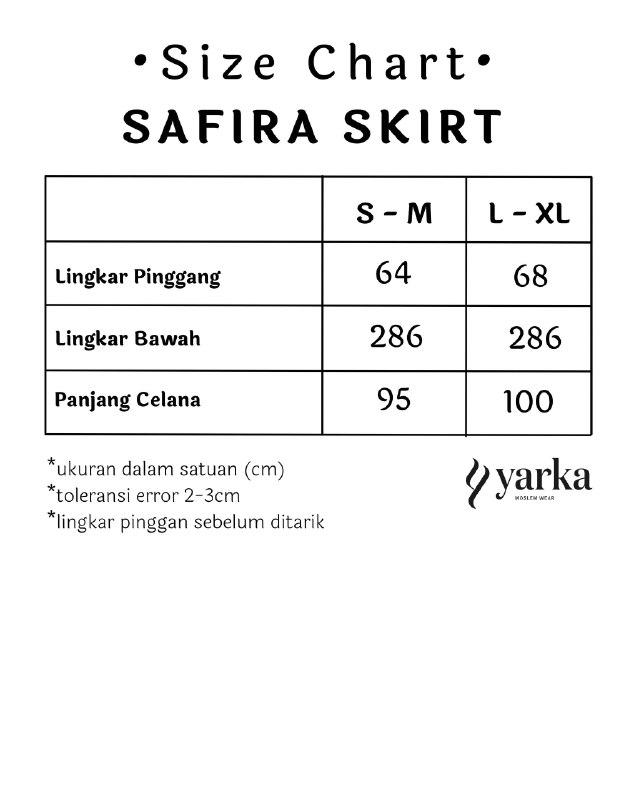 •Size Chart•
SAFIRA SKIRT
S - M L - XL
Lingkar Pinggang 64 68
Lingkar Bawah 286 286
Panjang Celana 95 100
*ukuran dalam satuan (cm)
*toleransi error 2-3cm
*lingkar pinggan sebelum ditarik
yarka
MOSLEM WEAR